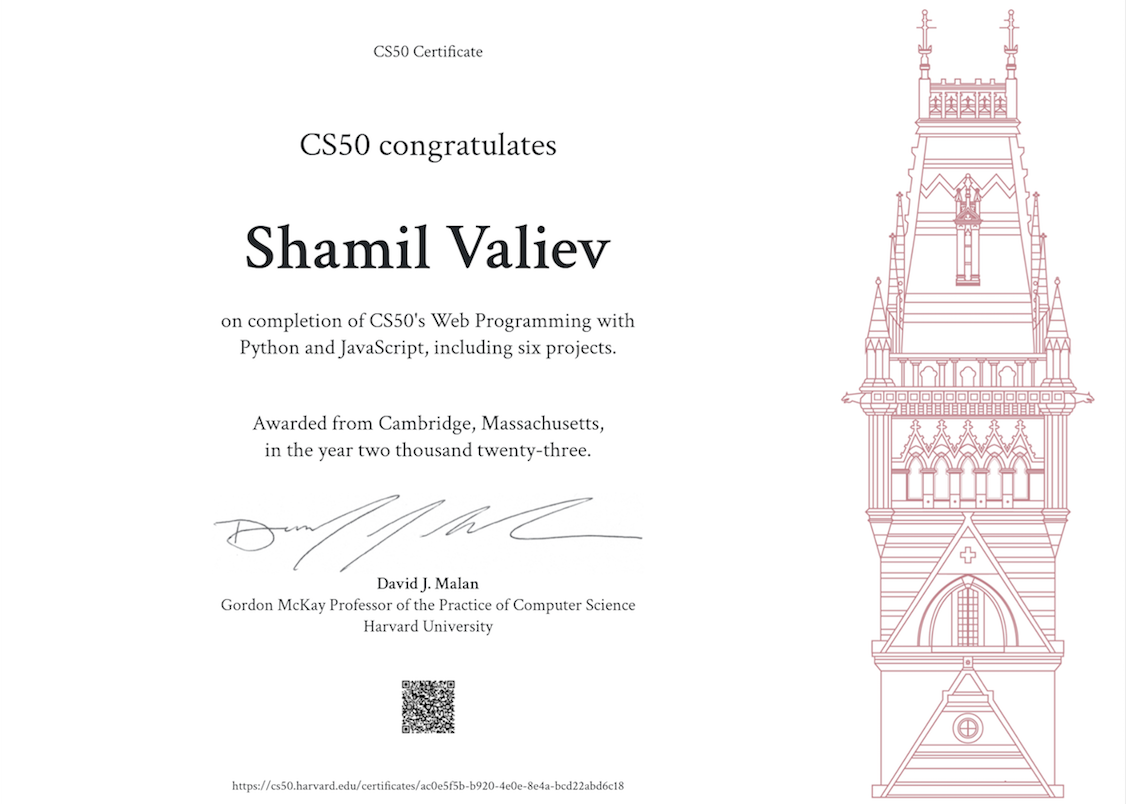 CS50 Certificate
CS50 congratulates
Shamil Valiev
on completion of CS50's Web Programming with
Python and JavaScript, including six projects.
Awarded from Cambridge, Massachusetts,
in the year two thousand twenty-three.
David J. Malan
Gordon McKay Professor of the Practice of Computer Science
Harvard University
https://cs50.harvard.edu/certificates/ac0e5f5b-b920-4e0e-8e4a-bcd22abd6c18